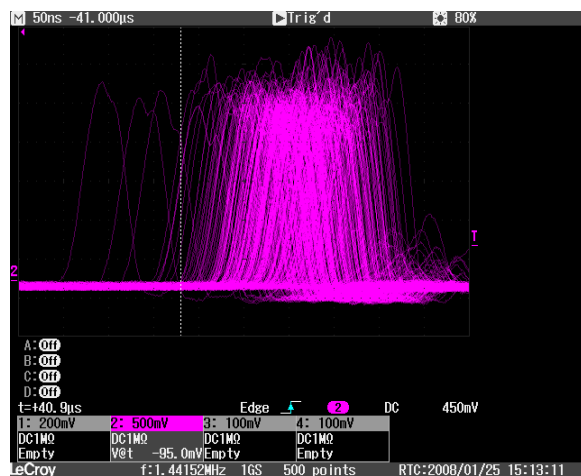 M 50ns -41.000µs Trig'd 80%
2
T
A:Off
B:Off
C:Off
D:Off
t=+40.9µs Edge 2 DC 450mV
1: 200mV 2: 500mV 3: 100mV 4: 100mV
DC1MΩ DC1MΩ DC1MΩ DC1MΩ
Empty V@t -95.0mV Empty Empty
LeCroy f:1.44152MHz 1GS 500 points RTC:2008/01/25 15:13:11